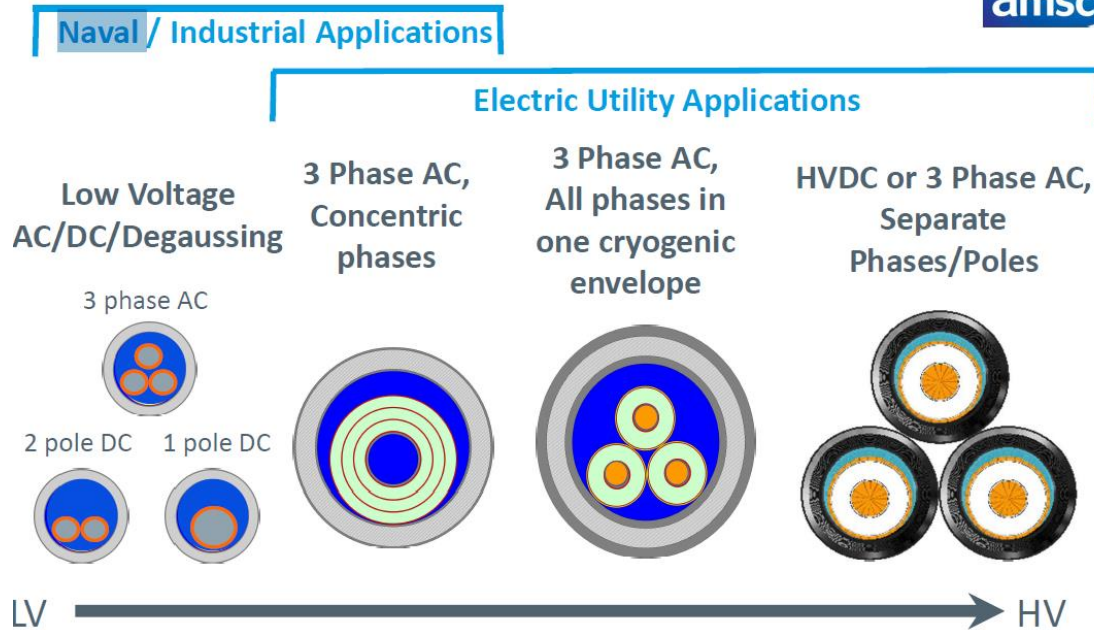 amsc
Naval / Industrial Applications
Electric Utility Applications
Low Voltage
AC/DC/Degaussing
3 Phase AC,
Concentric
phases
3 Phase AC,
All phases in
one cryogenic
envelope
HVDC or 3 Phase AC,
Separate
Phases/Poles
3 phase AC
2 pole DC
1 pole DC
LV
HV